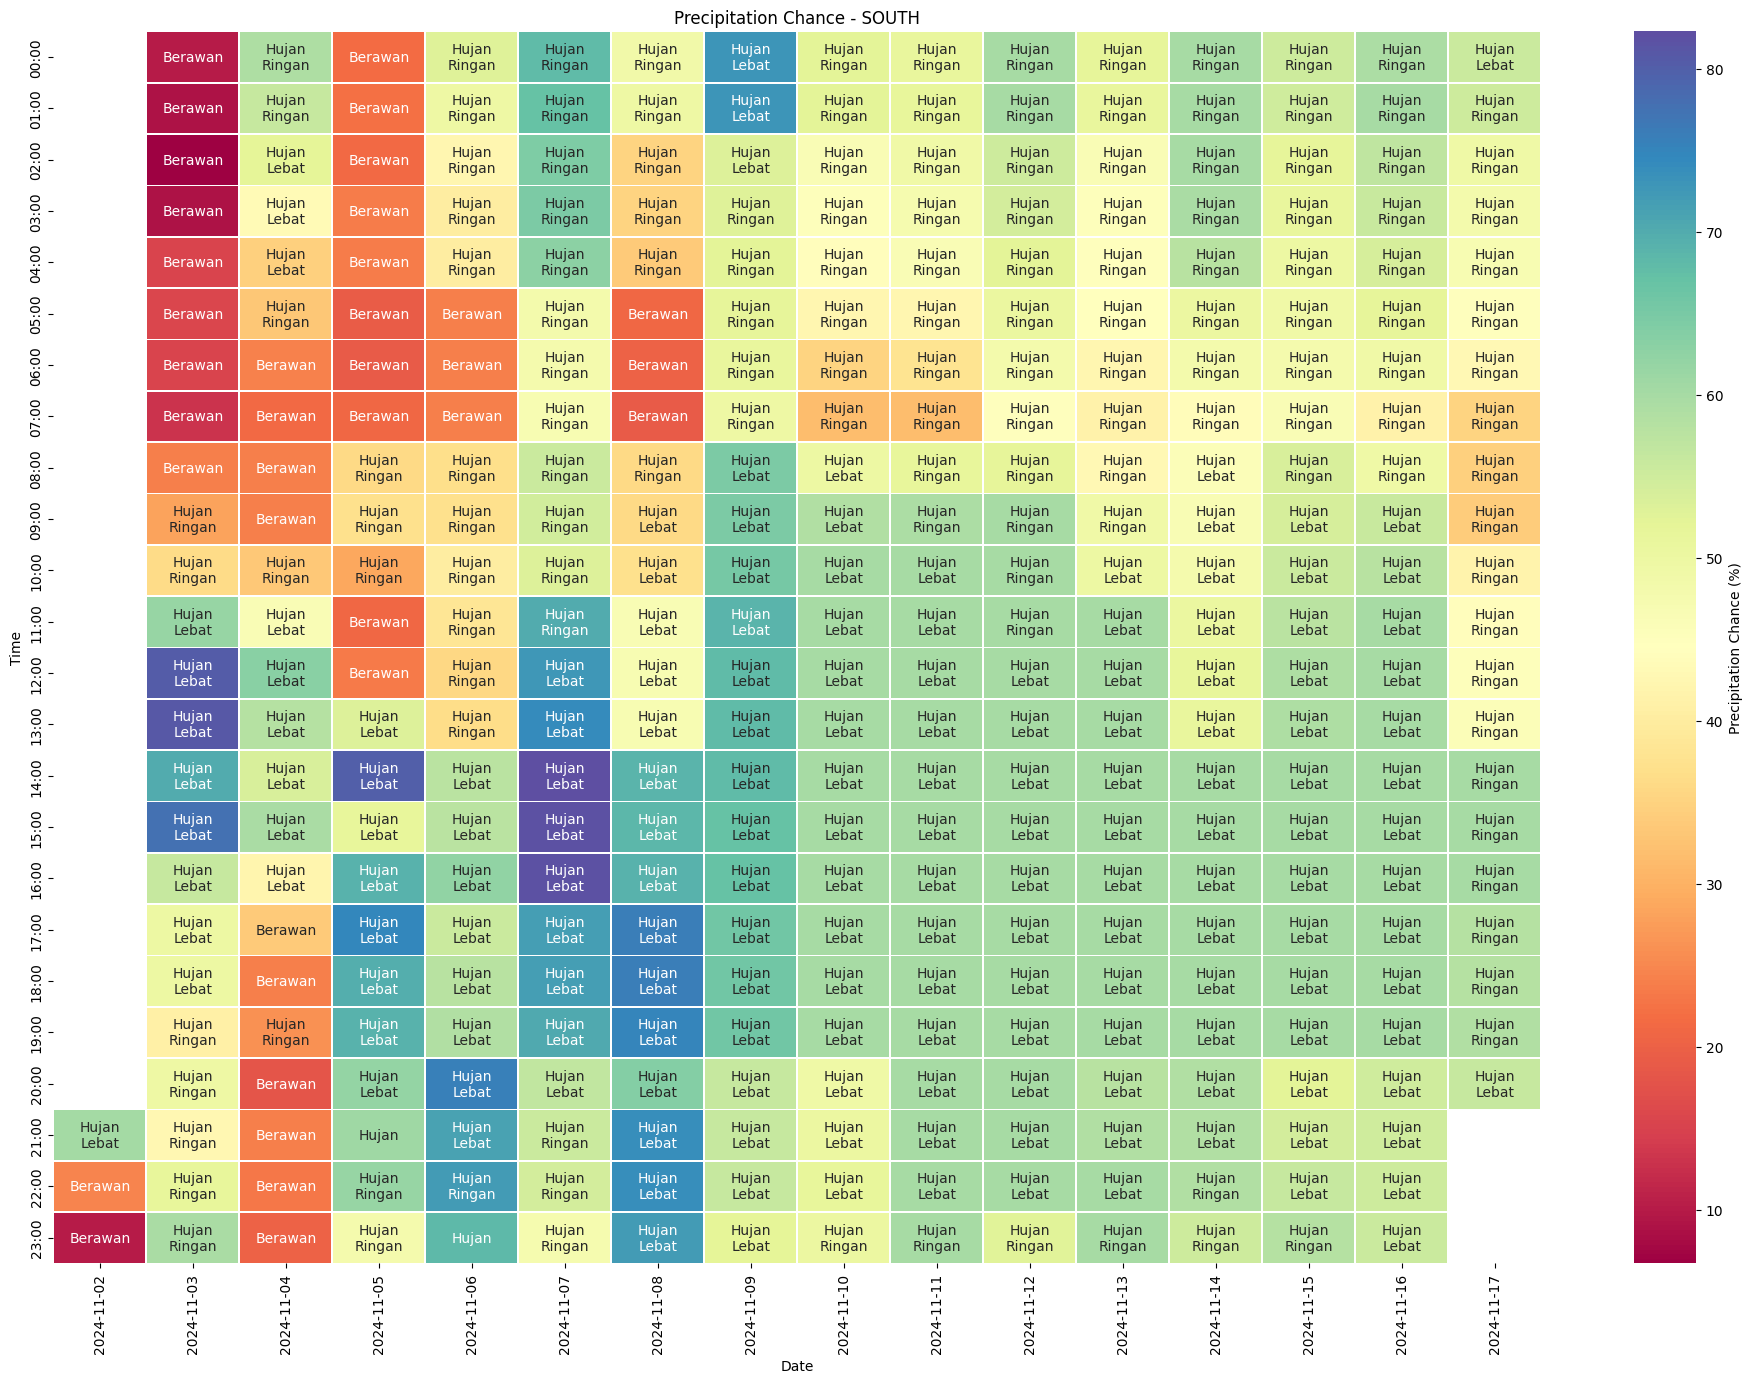 Precipitation Chance - SOUTH
00:00 Berawan Hujan Ringan Berawan Hujan Ringan Hujan Ringan Hujan Ringan Hujan Lebat Hujan Ringan Hujan Ringan Hujan Ringan Hujan Ringan Hujan Ringan Hujan Ringan Hujan Ringan Hujan Lebat
01:00 Berawan Hujan Ringan Berawan Hujan Ringan Hujan Ringan Hujan Ringan Hujan Lebat Hujan Ringan Hujan Ringan Hujan Ringan Hujan Ringan Hujan Ringan Hujan Ringan Hujan Ringan Hujan Ringan
02:00 Berawan Hujan Lebat Berawan Hujan Ringan Hujan Ringan Hujan Ringan Hujan Lebat Hujan Ringan Hujan Ringan Hujan Ringan Hujan Ringan Hujan Ringan Hujan Ringan Hujan Ringan Hujan Ringan
03:00 Berawan Hujan Lebat Berawan Hujan Ringan Hujan Ringan Hujan Ringan Hujan Ringan Hujan Ringan Hujan Ringan Hujan Ringan Hujan Ringan Hujan Ringan Hujan Ringan Hujan Ringan Hujan Ringan
04:00 Berawan Hujan Lebat Berawan Hujan Ringan Hujan Ringan Hujan Ringan Hujan Ringan Hujan Ringan Hujan Ringan Hujan Ringan Hujan Ringan Hujan Ringan Hujan Ringan Hujan Ringan Hujan Ringan
05:00 Berawan Hujan Ringan Berawan Berawan Hujan Ringan Berawan Hujan Ringan Hujan Ringan Hujan Ringan Hujan Ringan Hujan Ringan Hujan Ringan Hujan Ringan Hujan Ringan Hujan Ringan
06:00 Berawan Berawan Berawan Berawan Hujan Ringan Berawan Hujan Ringan Hujan Ringan Hujan Ringan Hujan Ringan Hujan Ringan Hujan Ringan Hujan Ringan Hujan Ringan Hujan Ringan
07:00 Berawan Berawan Berawan Berawan Hujan Ringan Berawan Hujan Ringan Hujan Ringan Hujan Ringan Hujan Ringan Hujan Ringan Hujan Ringan Hujan Ringan Hujan Ringan Hujan Ringan
08:00 Berawan Berawan Hujan Ringan Hujan Ringan Hujan Ringan Hujan Ringan Hujan Lebat Hujan Lebat Hujan Ringan Hujan Ringan Hujan Ringan Hujan Lebat Hujan Ringan Hujan Ringan Hujan Ringan
09:00 Hujan Ringan Berawan Hujan Ringan Hujan Ringan Hujan Ringan Hujan Lebat Hujan Lebat Hujan Lebat Hujan Ringan Hujan Ringan Hujan Ringan Hujan Lebat Hujan Lebat Hujan Lebat Hujan Ringan
10:00 Hujan Ringan Hujan Ringan Hujan Ringan Hujan Ringan Hujan Ringan Hujan Lebat Hujan Lebat Hujan Lebat Hujan Lebat Hujan Ringan Hujan Lebat Hujan Lebat Hujan Lebat Hujan Lebat Hujan Ringan
11:00 Hujan Lebat Hujan Lebat Berawan Hujan Ringan Hujan Ringan Hujan Lebat Hujan Lebat Hujan Lebat Hujan Lebat Hujan Ringan Hujan Lebat Hujan Lebat Hujan Lebat Hujan Lebat Hujan Ringan
12:00 Hujan Lebat Hujan Lebat Berawan Hujan Ringan Hujan Lebat Hujan Lebat Hujan Lebat Hujan Lebat Hujan Lebat Hujan Lebat Hujan Lebat Hujan Lebat Hujan Lebat Hujan Lebat Hujan Ringan
13:00 Hujan Lebat Hujan Lebat Hujan Lebat Hujan Ringan Hujan Lebat Hujan Lebat Hujan Lebat Hujan Lebat Hujan Lebat Hujan Lebat Hujan Lebat Hujan Lebat Hujan Lebat Hujan Lebat Hujan Ringan
14:00 Hujan Lebat Hujan Lebat Hujan Lebat Hujan Lebat Hujan Lebat Hujan Lebat Hujan Lebat Hujan Lebat Hujan Lebat Hujan Lebat Hujan Lebat Hujan Lebat Hujan Lebat Hujan Lebat Hujan Ringan
15:00 Hujan Lebat Hujan Lebat Hujan Lebat Hujan Lebat Hujan Lebat Hujan Lebat Hujan Lebat Hujan Lebat Hujan Lebat Hujan Lebat Hujan Lebat Hujan Lebat Hujan Lebat Hujan Lebat Hujan Ringan
16:00 Hujan Lebat Hujan Lebat Hujan Lebat Hujan Lebat Hujan Lebat Hujan Lebat Hujan Lebat Hujan Lebat Hujan Lebat Hujan Lebat Hujan Lebat Hujan Lebat Hujan Lebat Hujan Lebat Hujan Ringan
17:00 Hujan Lebat Berawan Hujan Lebat Hujan Lebat Hujan Lebat Hujan Lebat Hujan Lebat Hujan Lebat Hujan Lebat Hujan Lebat Hujan Lebat Hujan Lebat Hujan Lebat Hujan Lebat Hujan Ringan
18:00 Hujan Lebat Berawan Hujan Lebat Hujan Lebat Hujan Lebat Hujan Lebat Hujan Lebat Hujan Lebat Hujan Lebat Hujan Lebat Hujan Lebat Hujan Lebat Hujan Lebat Hujan Lebat Hujan Ringan
19:00 Hujan Ringan Hujan Ringan Hujan Lebat Hujan Lebat Hujan Lebat Hujan Lebat Hujan Lebat Hujan Lebat Hujan Lebat Hujan Lebat Hujan Lebat Hujan Lebat Hujan Lebat Hujan Lebat Hujan Ringan
20:00 Hujan Ringan Berawan Hujan Lebat Hujan Lebat Hujan Lebat Hujan Lebat Hujan Lebat Hujan Lebat Hujan Lebat Hujan Lebat Hujan Lebat Hujan Lebat Hujan Lebat Hujan Lebat Hujan Lebat
21:00 Hujan Lebat Hujan Ringan Berawan Hujan Hujan Lebat Hujan Ringan Hujan Lebat Hujan Lebat Hujan Lebat Hujan Lebat Hujan Lebat Hujan Lebat Hujan Lebat Hujan Lebat Hujan Lebat
22:00 Berawan Hujan Ringan Berawan Hujan Ringan Hujan Ringan Hujan Ringan Hujan Lebat Hujan Lebat Hujan Lebat Hujan Lebat Hujan Lebat Hujan Lebat Hujan Ringan Hujan Lebat Hujan Lebat
23:00 Berawan Hujan Ringan Berawan Hujan Ringan Hujan Hujan Ringan Hujan Lebat Hujan Lebat Hujan Ringan Hujan Ringan Hujan Ringan Hujan Ringan Hujan Ringan Hujan Ringan Hujan Lebat
2024-11-02 2024-11-03 2024-11-04 2024-11-05 2024-11-06 2024-11-07 2024-11-08 2024-11-09 2024-11-10 2024-11-11 2024-11-12 2024-11-13 2024-11-14 2024-11-15 2024-11-16 2024-11-17
Date
Time
80
70
60
50
40
30
20
10
Precipitation Chance (%)